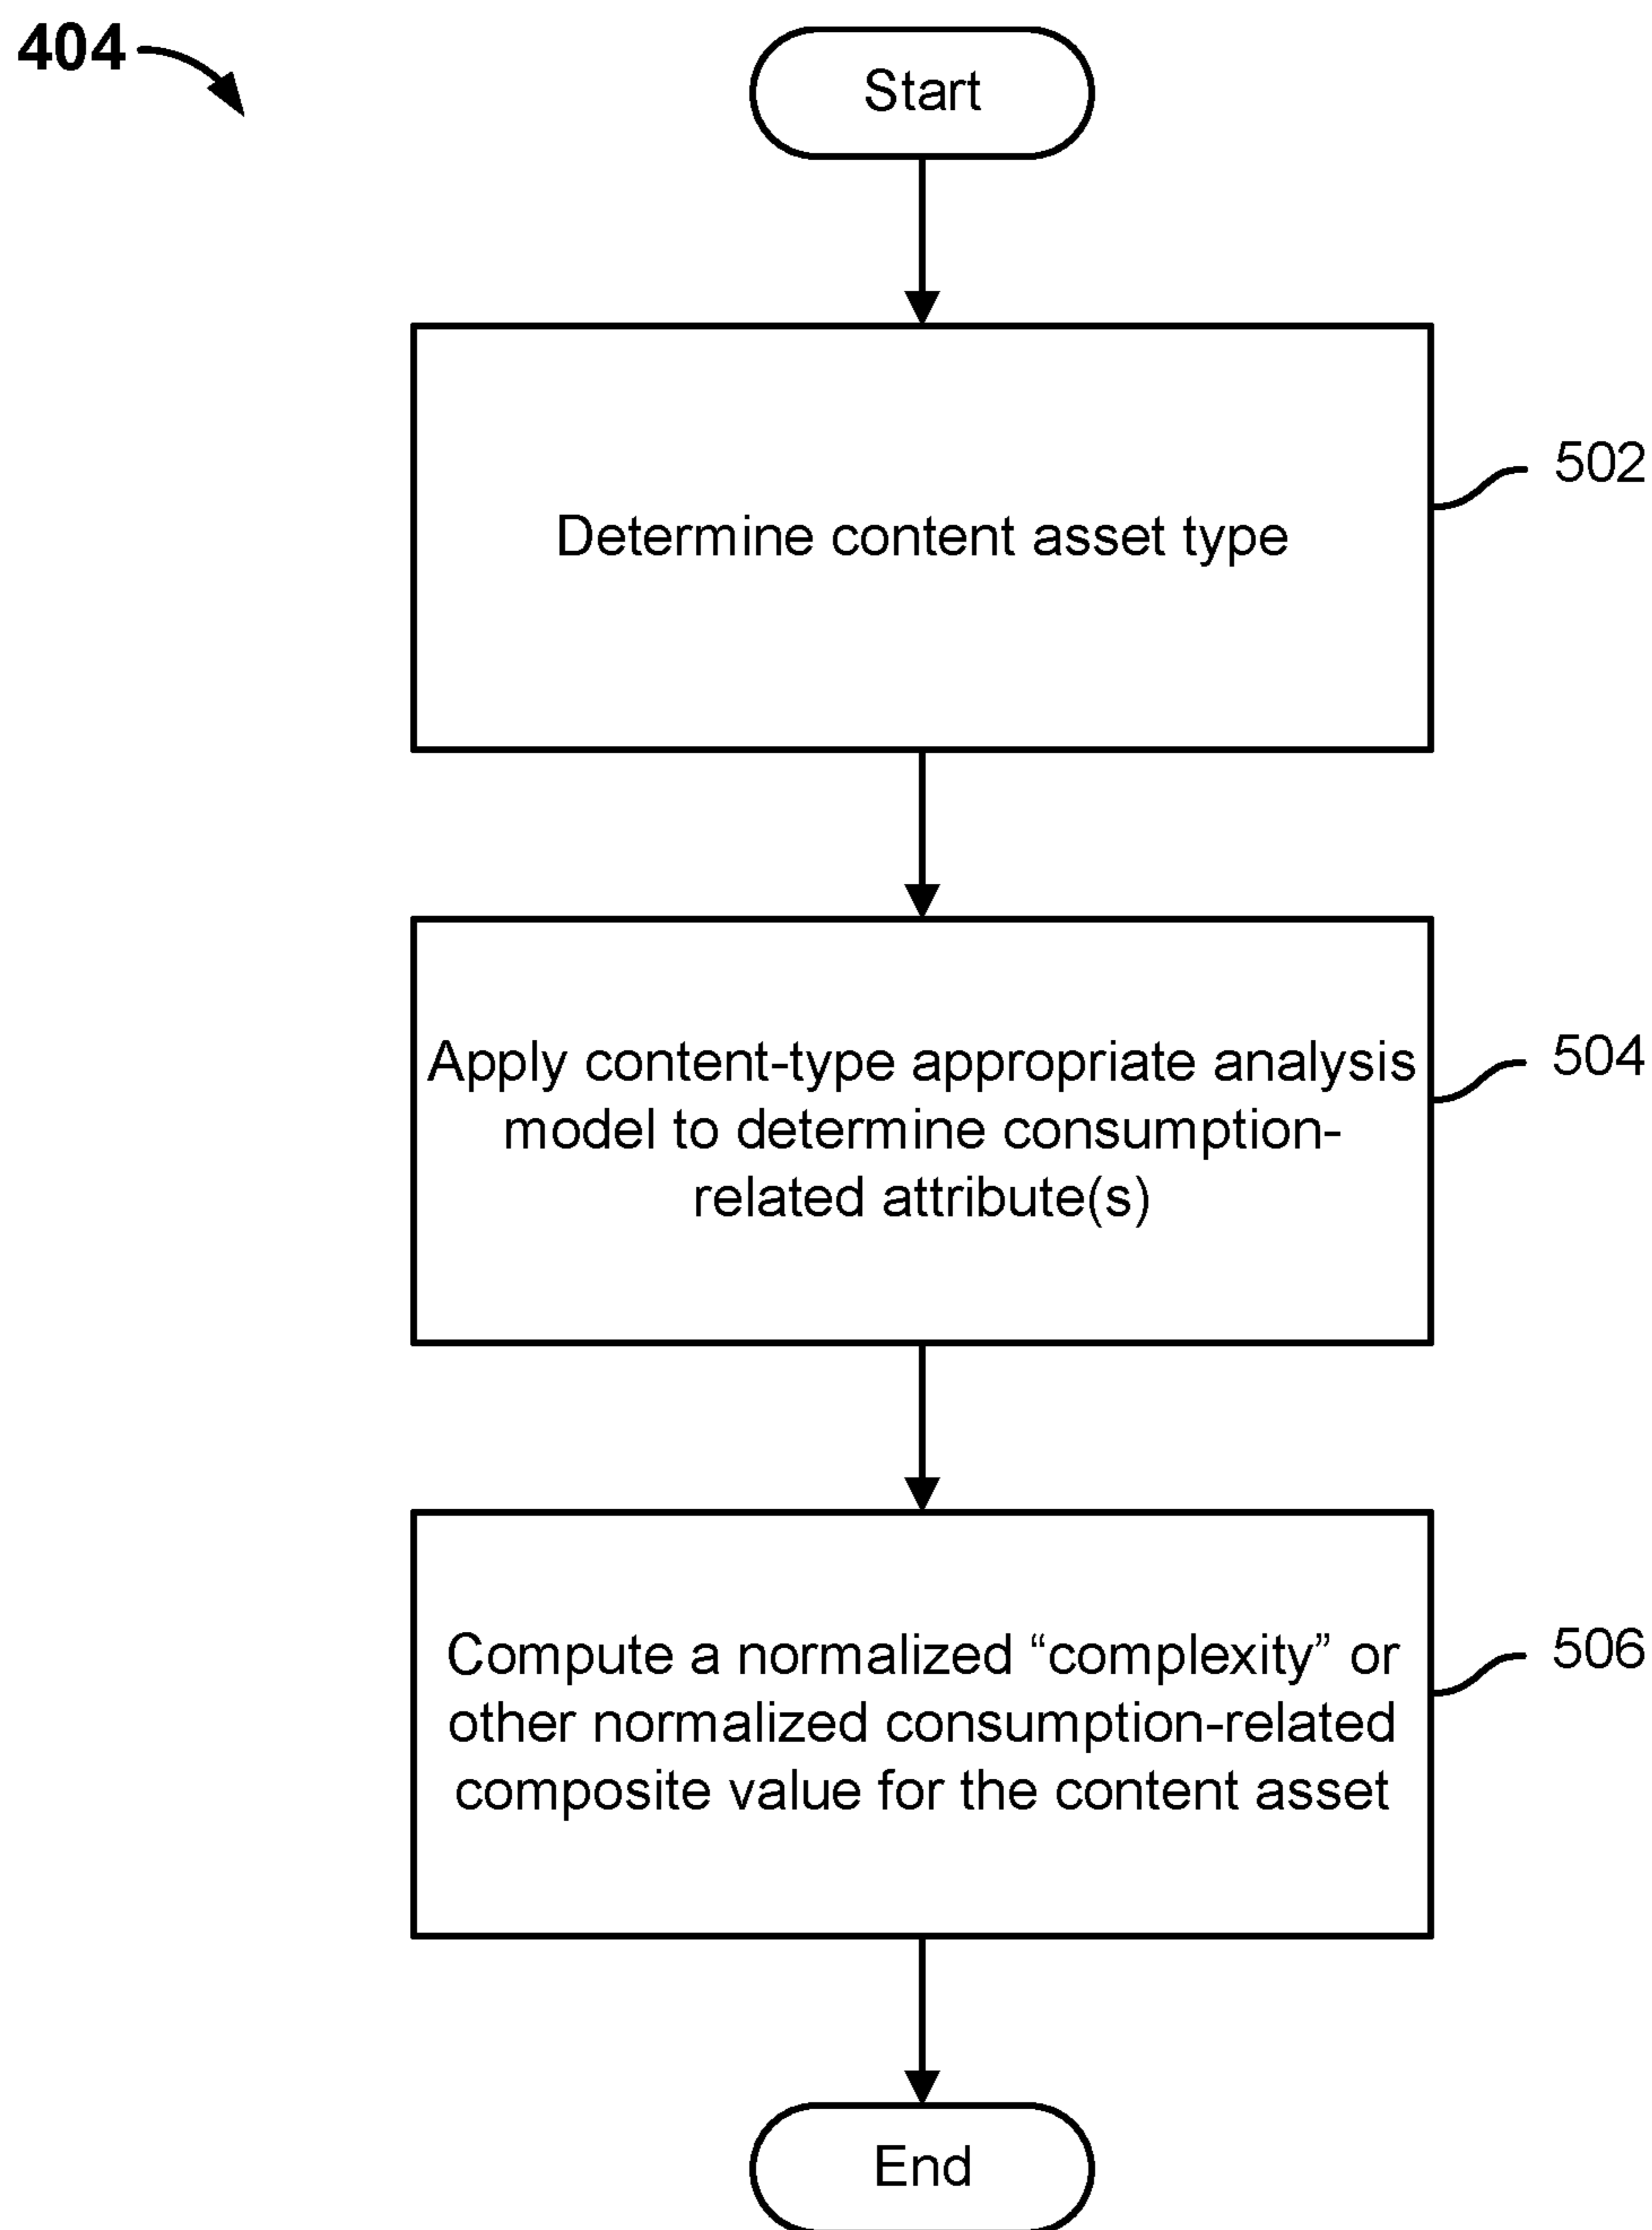 404
Start
Determine content asset type
502
Apply content-type appropriate analysis
model to determine consumption-
related attribute(s)
504
Compute a normalized “complexity” or
other normalized consumption-related
composite value for the content asset
506
End